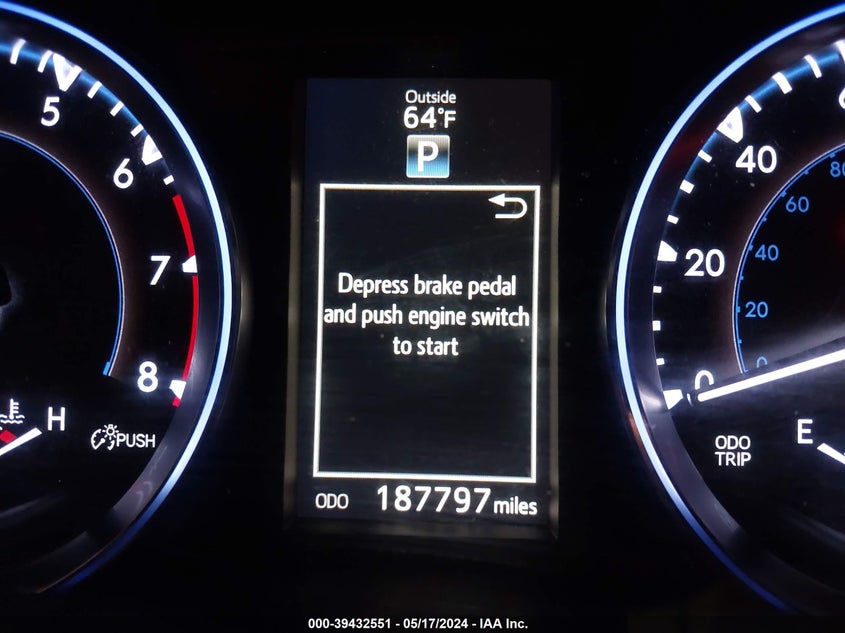 Outside
64°F
P
Depress brake pedal
and push engine switch
to start
ODO 187797 miles
5
6
7
8
H
PUSH
40
20
0
80
60
40
20
0
ODO
TRIP
E
000-39432551 - 05/17/2024 - IAA Inc.